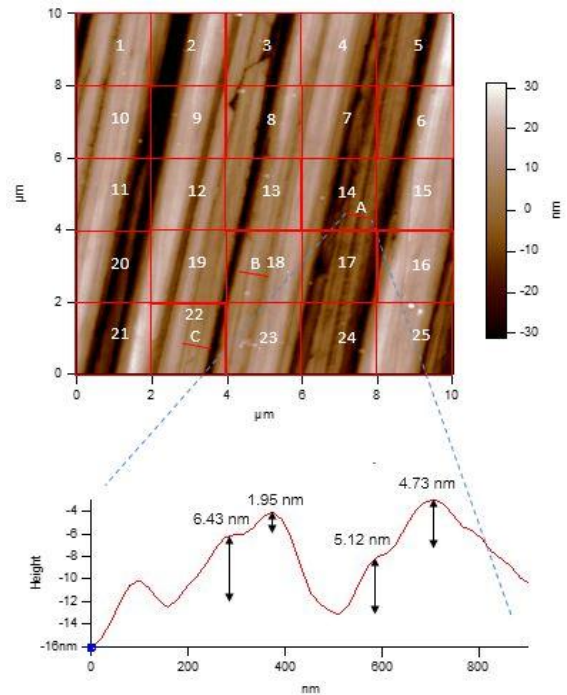 10
8
6
4
2
0
µm
1 2 3 4 5
10 9 8 7 6
11 12 13 14 15
A
20 19 18 17 16
B
21 22 23 24 25
C
0 2 4 6 8 10
µm
30
20
10
0
-10
-20
-30
nm
6.43 nm 1.95 nm 5.12 nm 4.73 nm
-4
-6
-8
-10
-12
-14
-16nm
Height
0 200 400 600 800
nm